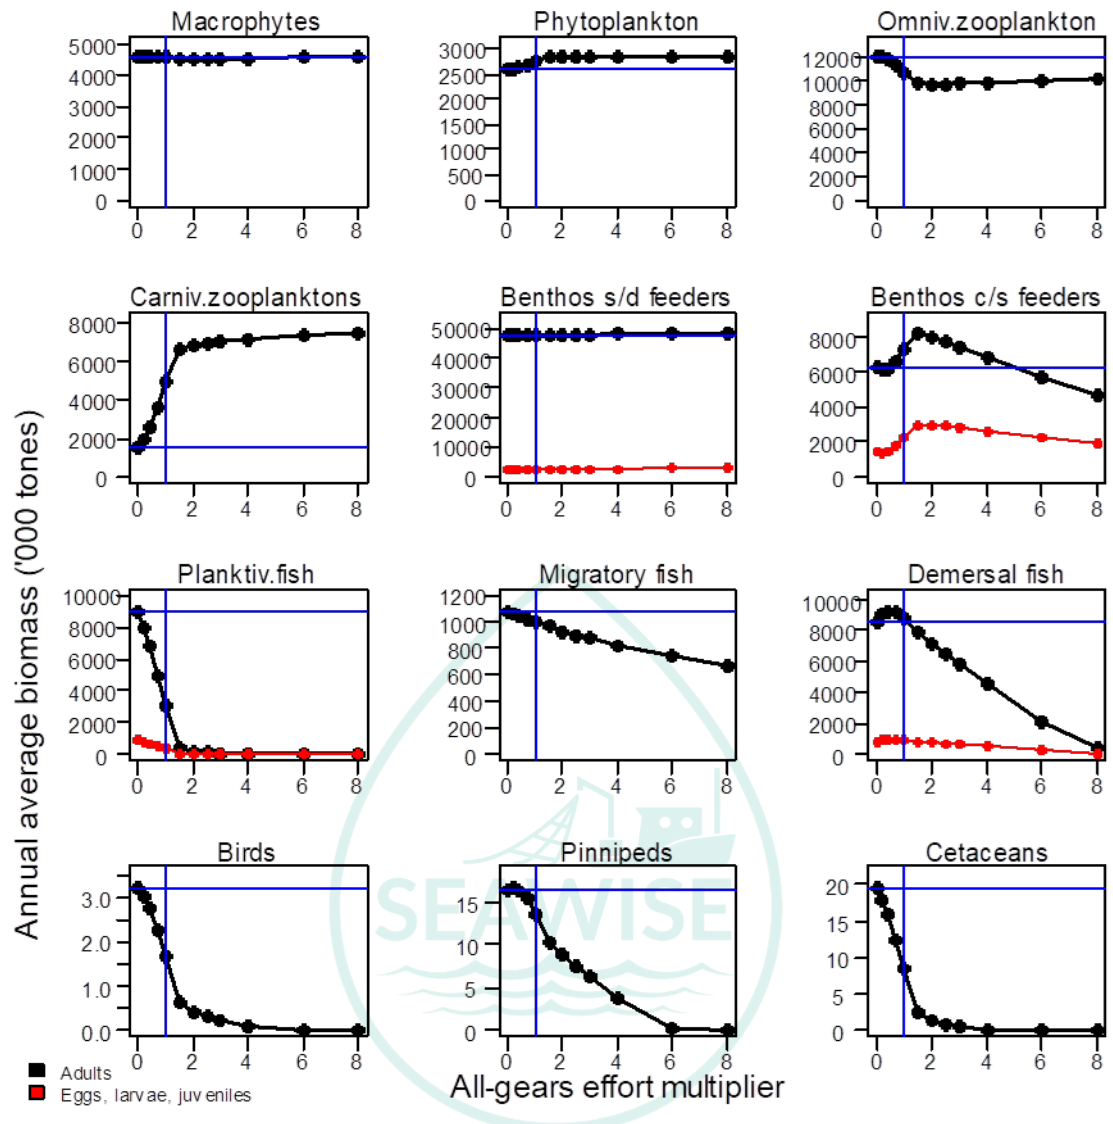 Macrophytes Phytoplankton Omniv.zooplankton
5000 3000 12000
4000 2500 10000
3000 2000 8000
2000 1500 6000
1000 1000 4000
0 500 2000
0 0
0 2 4 6 8 0 2 4 6 8 0 2 4 6 8
Carniv.zooplanktons Benthos s/d feeders Benthos c/s feeders
8000 50000 8000
6000 40000 6000
4000 30000 4000
2000 20000 2000
0 10000 0
0
0 2 4 6 8 0 2 4 6 8 0 2 4 6 8
Annual average biomass ('000 tones)
Planktiv.fish Migratory fish Demersal fish
10000 1200 10000
8000 1000 8000
6000 800 6000
4000 600 4000
2000 400 2000
0 200 0
0
0 2 4 6 8 0 2 4 6 8 0 2 4 6 8
Birds Pinnipeds Cetaceans
3.0 15 20
2.0 10 15
1.0 5 10
0.0 0 5
0
SEAWISE
0 2 4 6 8 0 2 4 6 8 0 2 4 6 8
Adults
Eggs, larvae, juveniles
All-gears effort multiplier